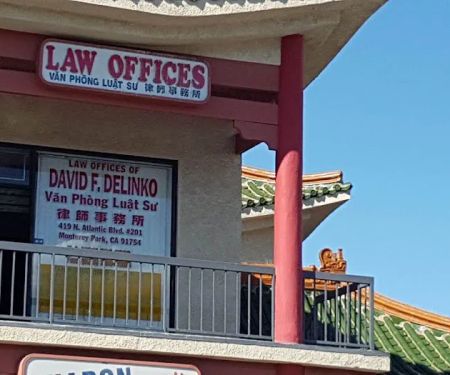 LAW OFFICES
VĂN PHÒNG LUẬT SƯ 律師事務所
LAW OFFICES OF
DAVID F. DELINKO
Văn Phòng Luật Sư
律師事務所
419 N. Atlantic Blvd. #201
Monterey Park, CA 91754